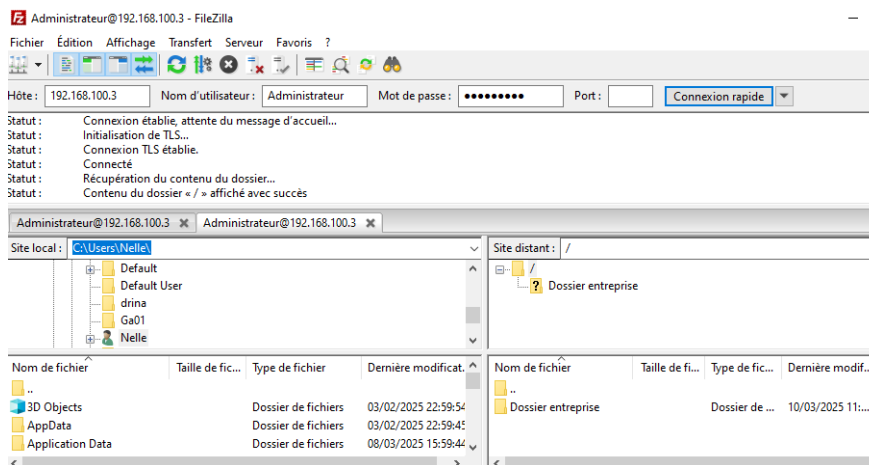 Administrateur@192.168.100.3 - FileZilla
Fichier Édition Affichage Transfert Serveur Favoris ?
Hôte : 192.168.100.3 Nom d'utilisateur : Administrateur Mot de passe : ●●●●●●●●● Port : Connexion rapide
Statut : Connexion établie, attente du message d'accueil...
Statut : Initialisation de TLS...
Statut : Connexion TLS établie.
Statut : Connecté
Statut : Récupération du contenu du dossier...
Statut : Contenu du dossier « / » affiché avec succès
Administrateur@192.168.100.3 Administrateur@192.168.100.3
Site local : C:\Users\Nelle\ Site distant : /
Default /
Default User Dossier entreprise
drina
Ga01
Nelle
Nom de fichier Taille de fic... Type de fichier Dernière modificat. Nom de fichier Taille de fi... Type de fic... Dernière modif...
.. ..
3D Objects Dossier de fichiers 03/02/2025 22:59:54 Dossier entreprise Dossier de ... 10/03/2025 11:...
AppData Dossier de fichiers 03/02/2025 22:59:45
Application Data Dossier de fichiers 08/03/2025 15:59:44